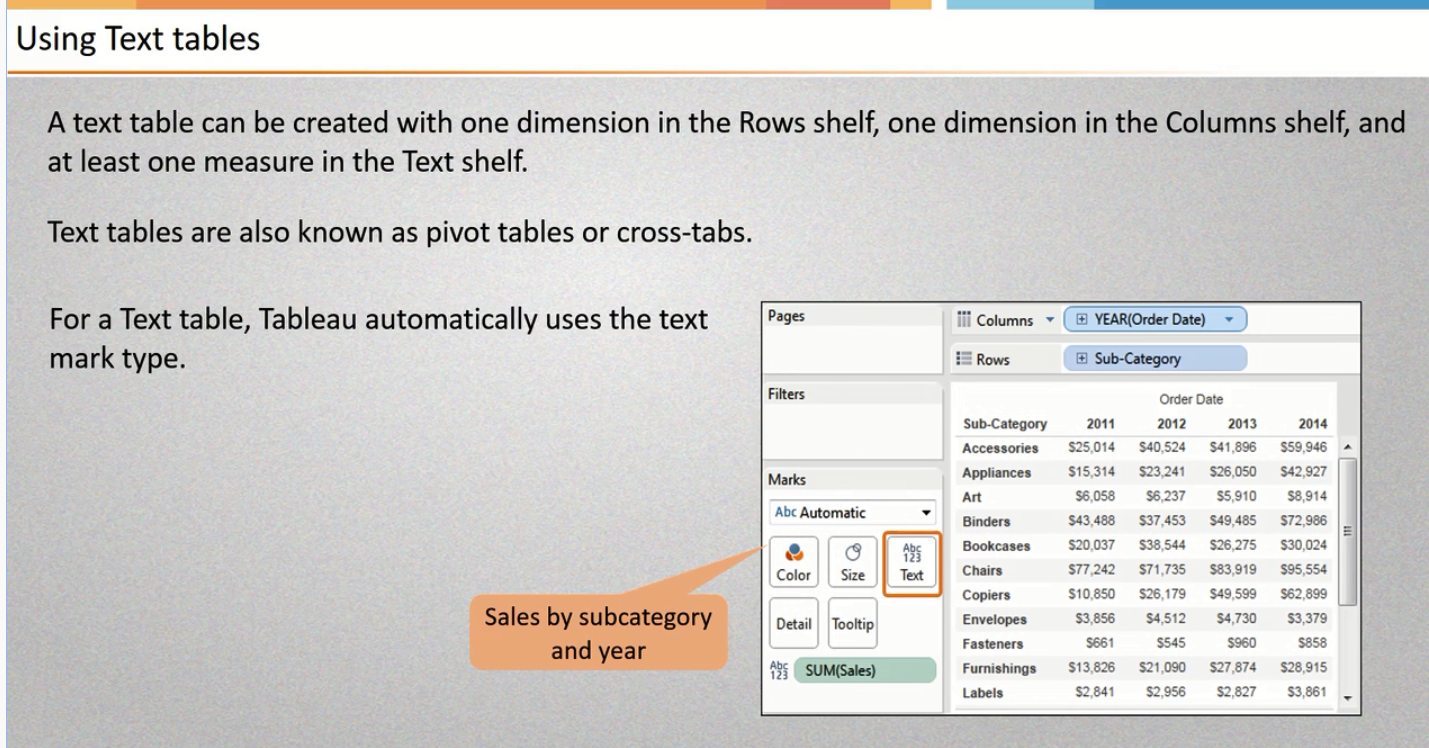 Using Text tables
A text table can be created with one dimension in the Rows shelf, one dimension in the Columns shelf, and
at least one measure in the Text shelf.
Text tables are also known as pivot tables or cross-tabs.
For a Text table, Tableau automatically uses the text
mark type.
Sales by subcategory
and year
Pages
Filters
Marks
Abc Automatic
Color Size Abc 123 Text
Detail Tooltip
Abc 123 SUM(Sales)
Columns YEAR(Order Date)
Rows Sub-Category
Order Date
Sub-Category 2011 2012 2013 2014
Accessories $25,014 $40,524 $41,896 $59,946
Appliances $15,314 $23,241 $26,050 $42,927
Art $6,058 $6,237 $5,910 $8,914
Binders $43,488 $37,453 $49,485 $72,986
Bookcases $20,037 $38,544 $26,275 $30,024
Chairs $77,242 $71,735 $83,919 $95,554
Copiers $10,850 $26,179 $49,599 $62,899
Envelopes $3,856 $4,512 $4,730 $3,379
Fasteners $661 $545 $960 $858
Furnishings $13,826 $21,090 $27,874 $28,915
Labels $2,841 $2,956 $2,827 $3,861